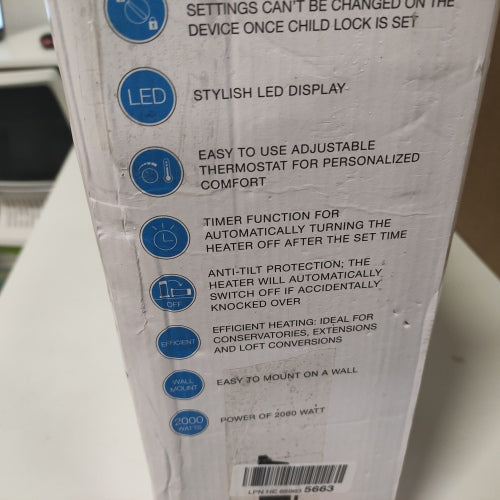 SETTINGS CAN'T BE CHANGED ON THE
DEVICE ONCE CHILD LOCK IS SET
LED
STYLISH LED DISPLAY
EASY TO USE ADJUSTABLE
THERMOSTAT FOR PERSONALIZED
COMFORT
TIMER FUNCTION FOR
AUTOMATICALLY TURNING THE
HEATER OFF AFTER THE SET TIME
OFF
ANTI-TILT PROTECTION; THE
HEATER WILL AUTOMATICALLY
SWITCH OFF IF ACCIDENTALLY
KNOCKED OVER
EFFICIENT
EFFICIENT HEATING: IDEAL FOR
CONSERVATORIES, EXTENSIONS
AND LOFT CONVERSIONS
WALL
MOUNT
EASY TO MOUNT ON A WALL
2000
WATTS
POWER OF 2000 WATT
5663